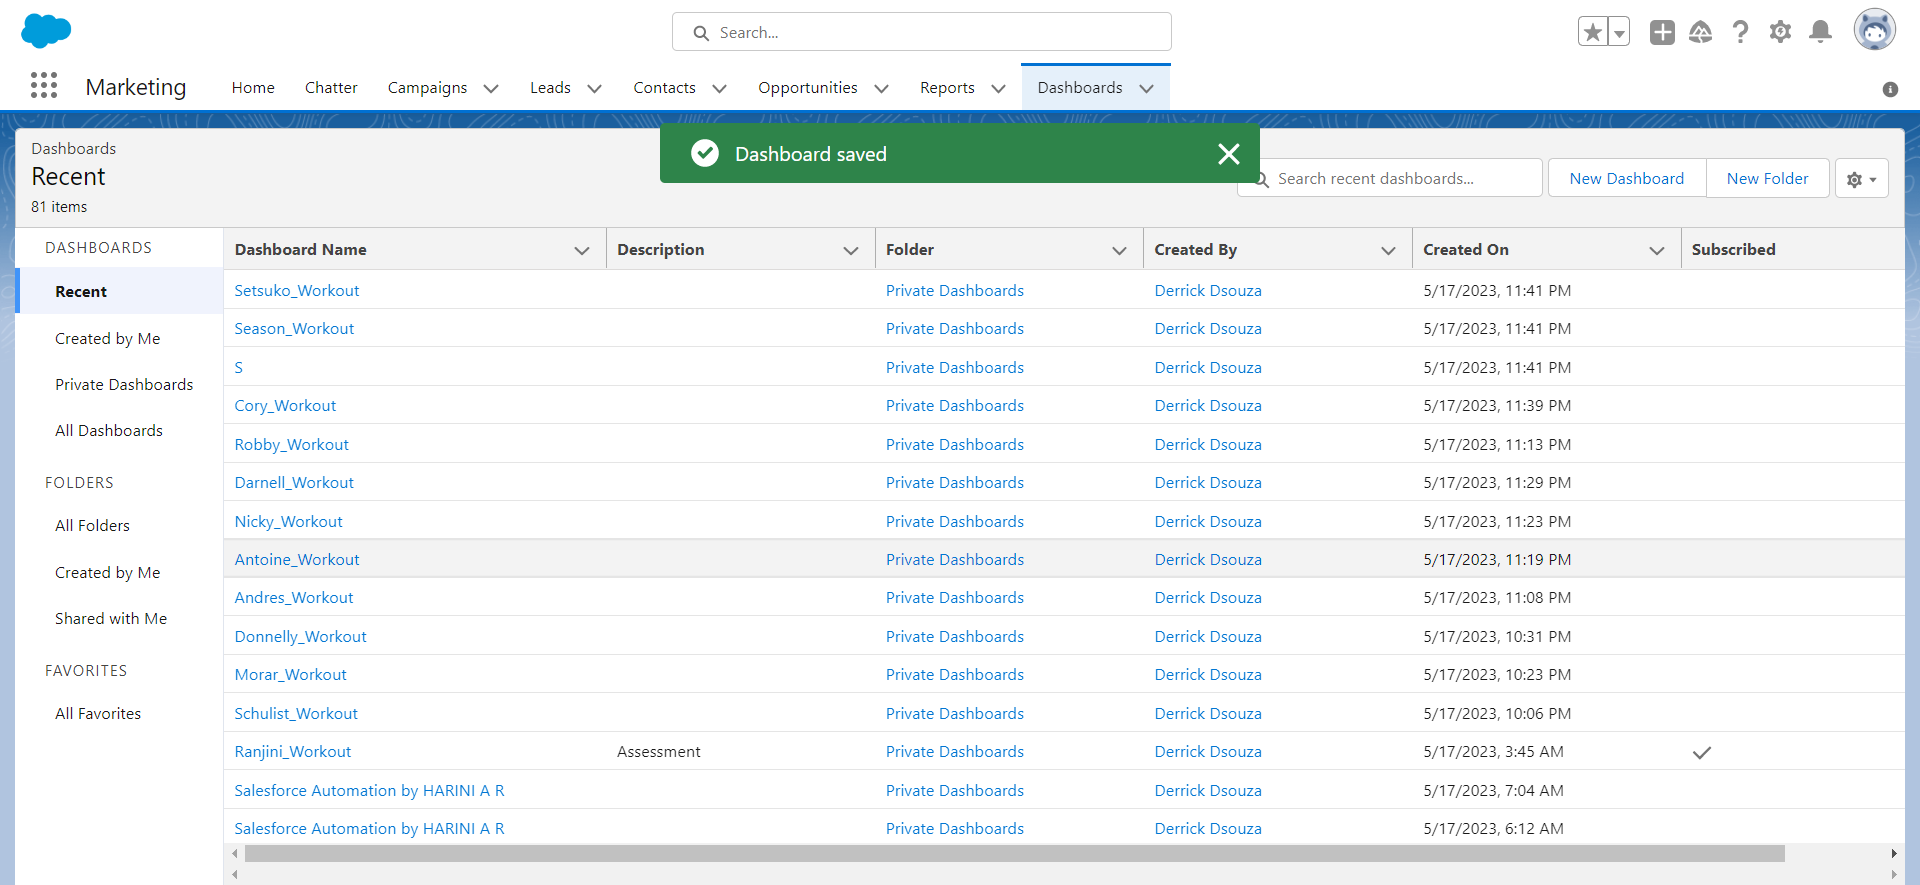 Search...
Marketing
Home
Chatter
Campaigns
Leads
Contacts
Opportunities
Reports
Dashboards
Dashboards
Recent
81 items
Dashboard saved
Search recent dashboards...
New Dashboard
New Folder
DASHBOARDS
Recent
Created by Me
Private Dashboards
All Dashboards
FOLDERS
All Folders
Created by Me
Shared with Me
FAVORITES
All Favorites
Dashboard Name Description Folder Created By Created On Subscribed
Setsuko_Workout Private Dashboards Derrick Dsouza 5/17/2023, 11:41 PM
Season_Workout Private Dashboards Derrick Dsouza 5/17/2023, 11:41 PM
S Private Dashboards Derrick Dsouza 5/17/2023, 11:41 PM
Cory_Workout Private Dashboards Derrick Dsouza 5/17/2023, 11:39 PM
Robby_Workout Private Dashboards Derrick Dsouza 5/17/2023, 11:13 PM
Darnell_Workout Private Dashboards Derrick Dsouza 5/17/2023, 11:29 PM
Nicky_Workout Private Dashboards Derrick Dsouza 5/17/2023, 11:23 PM
Antoine_Workout Private Dashboards Derrick Dsouza 5/17/2023, 11:19 PM
Andres_Workout Private Dashboards Derrick Dsouza 5/17/2023, 11:08 PM
Donnelly_Workout Private Dashboards Derrick Dsouza 5/17/2023, 10:31 PM
Morar_Workout Private Dashboards Derrick Dsouza 5/17/2023, 10:23 PM
Schulist_Workout Private Dashboards Derrick Dsouza 5/17/2023, 10:06 PM
Ranjini_Workout Assessment Private Dashboards Derrick Dsouza 5/17/2023, 3:45 AM
Salesforce Automation by HARINI A R Private Dashboards Derrick Dsouza 5/17/2023, 7:04 AM
Salesforce Automation by HARINI A R Private Dashboards Derrick Dsouza 5/17/2023, 6:12 AM